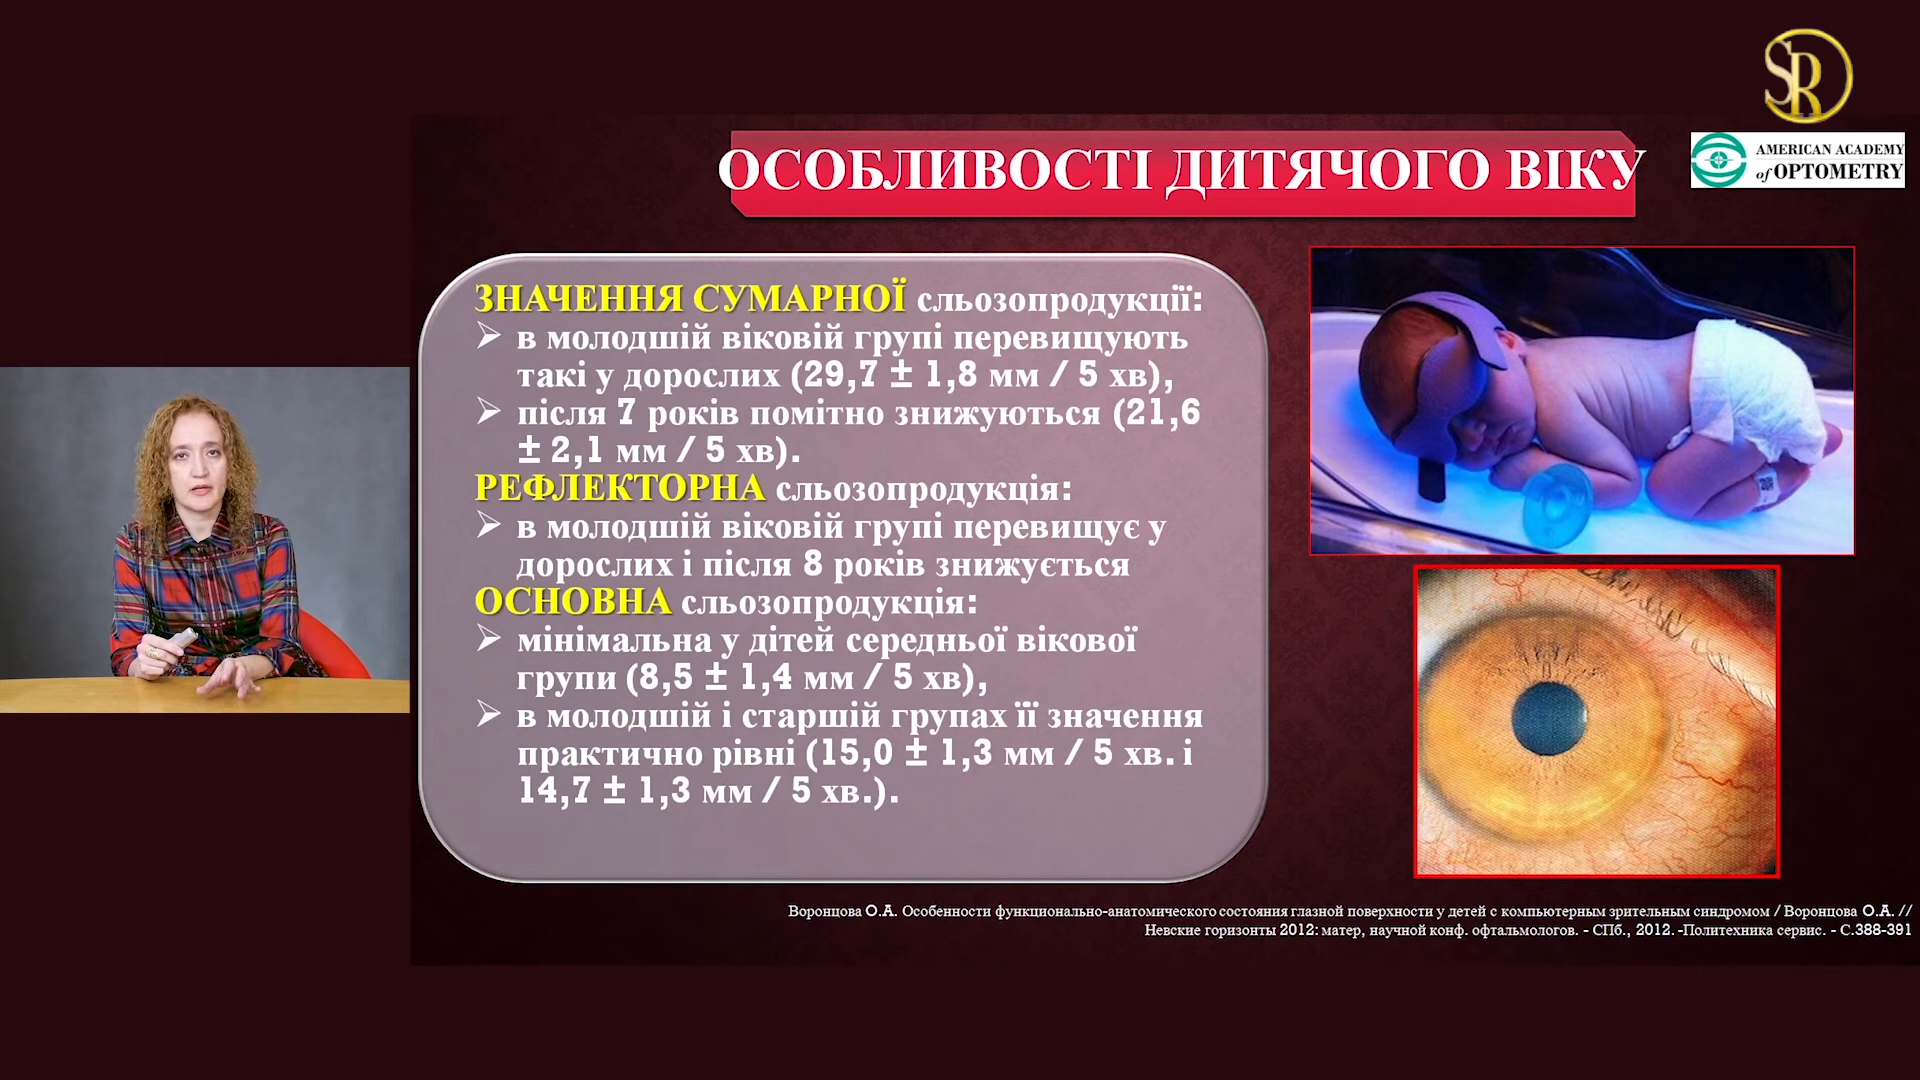 SR
AMERICAN ACADEMY
of OPTOMETRY
ОСОБЛИВОСТІ ДИТЯЧОГО ВІКУ
ЗНАЧЕННЯ СУМАРНОЇ сльозопродукції:
➢ в молодшій віковій групі перевищують
такі у дорослих (29,7 ± 1,8 мм / 5 хв),
➢ після 7 років помітно знижуються (21,6
± 2,1 мм / 5 хв).
РЕФЛЕКТОРНА сльозопродукція:
➢ в молодшій віковій групі перевищує у
дорослих і після 8 років знижується
ОСНОВНА сльозопродукція:
➢ мінімальна у дітей середньої вікової
групи (8,5 ± 1,4 мм / 5 хв),
➢ в молодшій і старшій групах її значення
практично рівні (15,0 ± 1,3 мм / 5 хв. і
14,7 ± 1,3 мм / 5 хв.).
Воронцова О.А. Особенности функционально-анатомического состояния глазной поверхности у детей с компьютерным зрительным синдромом / Воронцова О.А. //
Невские горизонты 2012: матер, научной конф. офтальмологов. - СПб., 2012. -Политехника сервис. - С.388-391